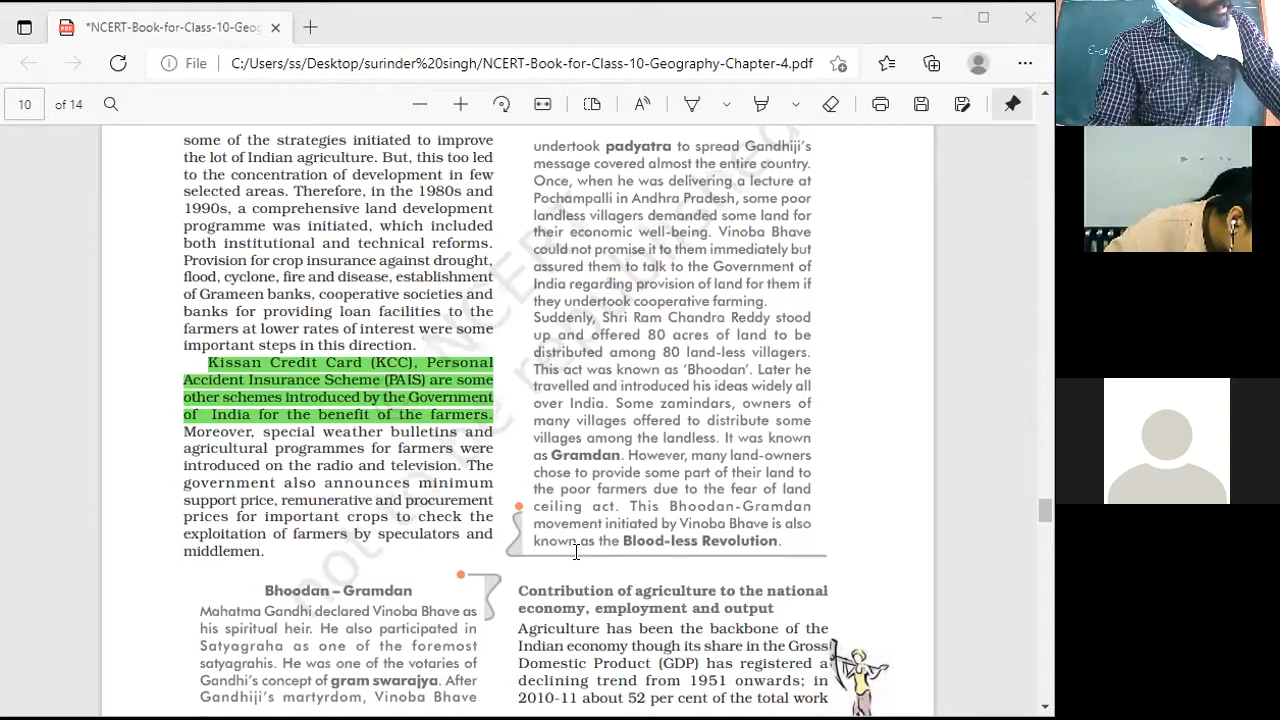 *NCERT-Book-for-Class-10-Geog
File
C:/Users/ss/Desktop/surinder%20singh/NCERT-Book-for-Class-10-Geography-Chapter-4.pdf
10 of 14
some of the strategies initiated to improve
the lot of Indian agriculture. But, this too led
to the concentration of development in few
selected areas. Therefore, in the 1980s and
1990s, a comprehensive land development
programme was initiated, which included
both institutional and technical reforms.
Provision for crop insurance against drought,
flood, cyclone, fire and disease, establishment
of Grameen banks, cooperative societies and
banks for providing loan facilities to the
farmers at lower rates of interest were some
important steps in this direction.
Kissan Credit Card (KCC), Personal
Accident Insurance Scheme (PAIS) are some
other schemes introduced by the Government
of India for the benefit of the farmers.
Moreover, special weather bulletins and
agricultural programmes for farmers were
introduced on the radio and television. The
government also announces minimum
support price, remunerative and procurement
prices for important crops to check the
exploitation of farmers by speculators and
middlemen.
Bhoodan – Gramdan
Mahatma Gandhi declared Vinoba Bhave as
his spiritual heir. He also participated in
Satyagraha as one of the foremost
satyagrahis. He was one of the votaries of
Gandhi's concept of gram swarajya. After
Gandhiji's martyrdom, Vinoba Bhave
undertook padyatra to spread Gandhiji's
message covered almost the entire country.
Once, when he was delivering a lecture at
Pochampalli in Andhra Pradesh, some poor
landless villagers demanded some land for
their economic well-being. Vinoba Bhave
could not promise it to them immediately but
assured them to talk to the Government of
India regarding provision of land for them if
they undertook cooperative farming.
Suddenly, Shri Ram Chandra Reddy stood
up and offered 80 acres of land to be
distributed among 80 land-less villagers.
This act was known as 'Bhoodan'. Later he
travelled and introduced his ideas widely all
over India. Some zamindars, owners of
many villages offered to distribute some
villages among the landless. It was known
as Gramdan. However, many land-owners
chose to provide some part of their land to
the poor farmers due to the fear of land
ceiling act. This Bhoodan-Gramdan
movement initiated by Vinoba Bhave is also
known as the Blood-less Revolution.
Contribution of agriculture to the national
economy, employment and output
Agriculture has been the backbone of the
Indian economy though its share in the Gross
Domestic Product (GDP) has registered a
declining trend from 1951 onwards; in
2010-11 about 52 per cent of the total work